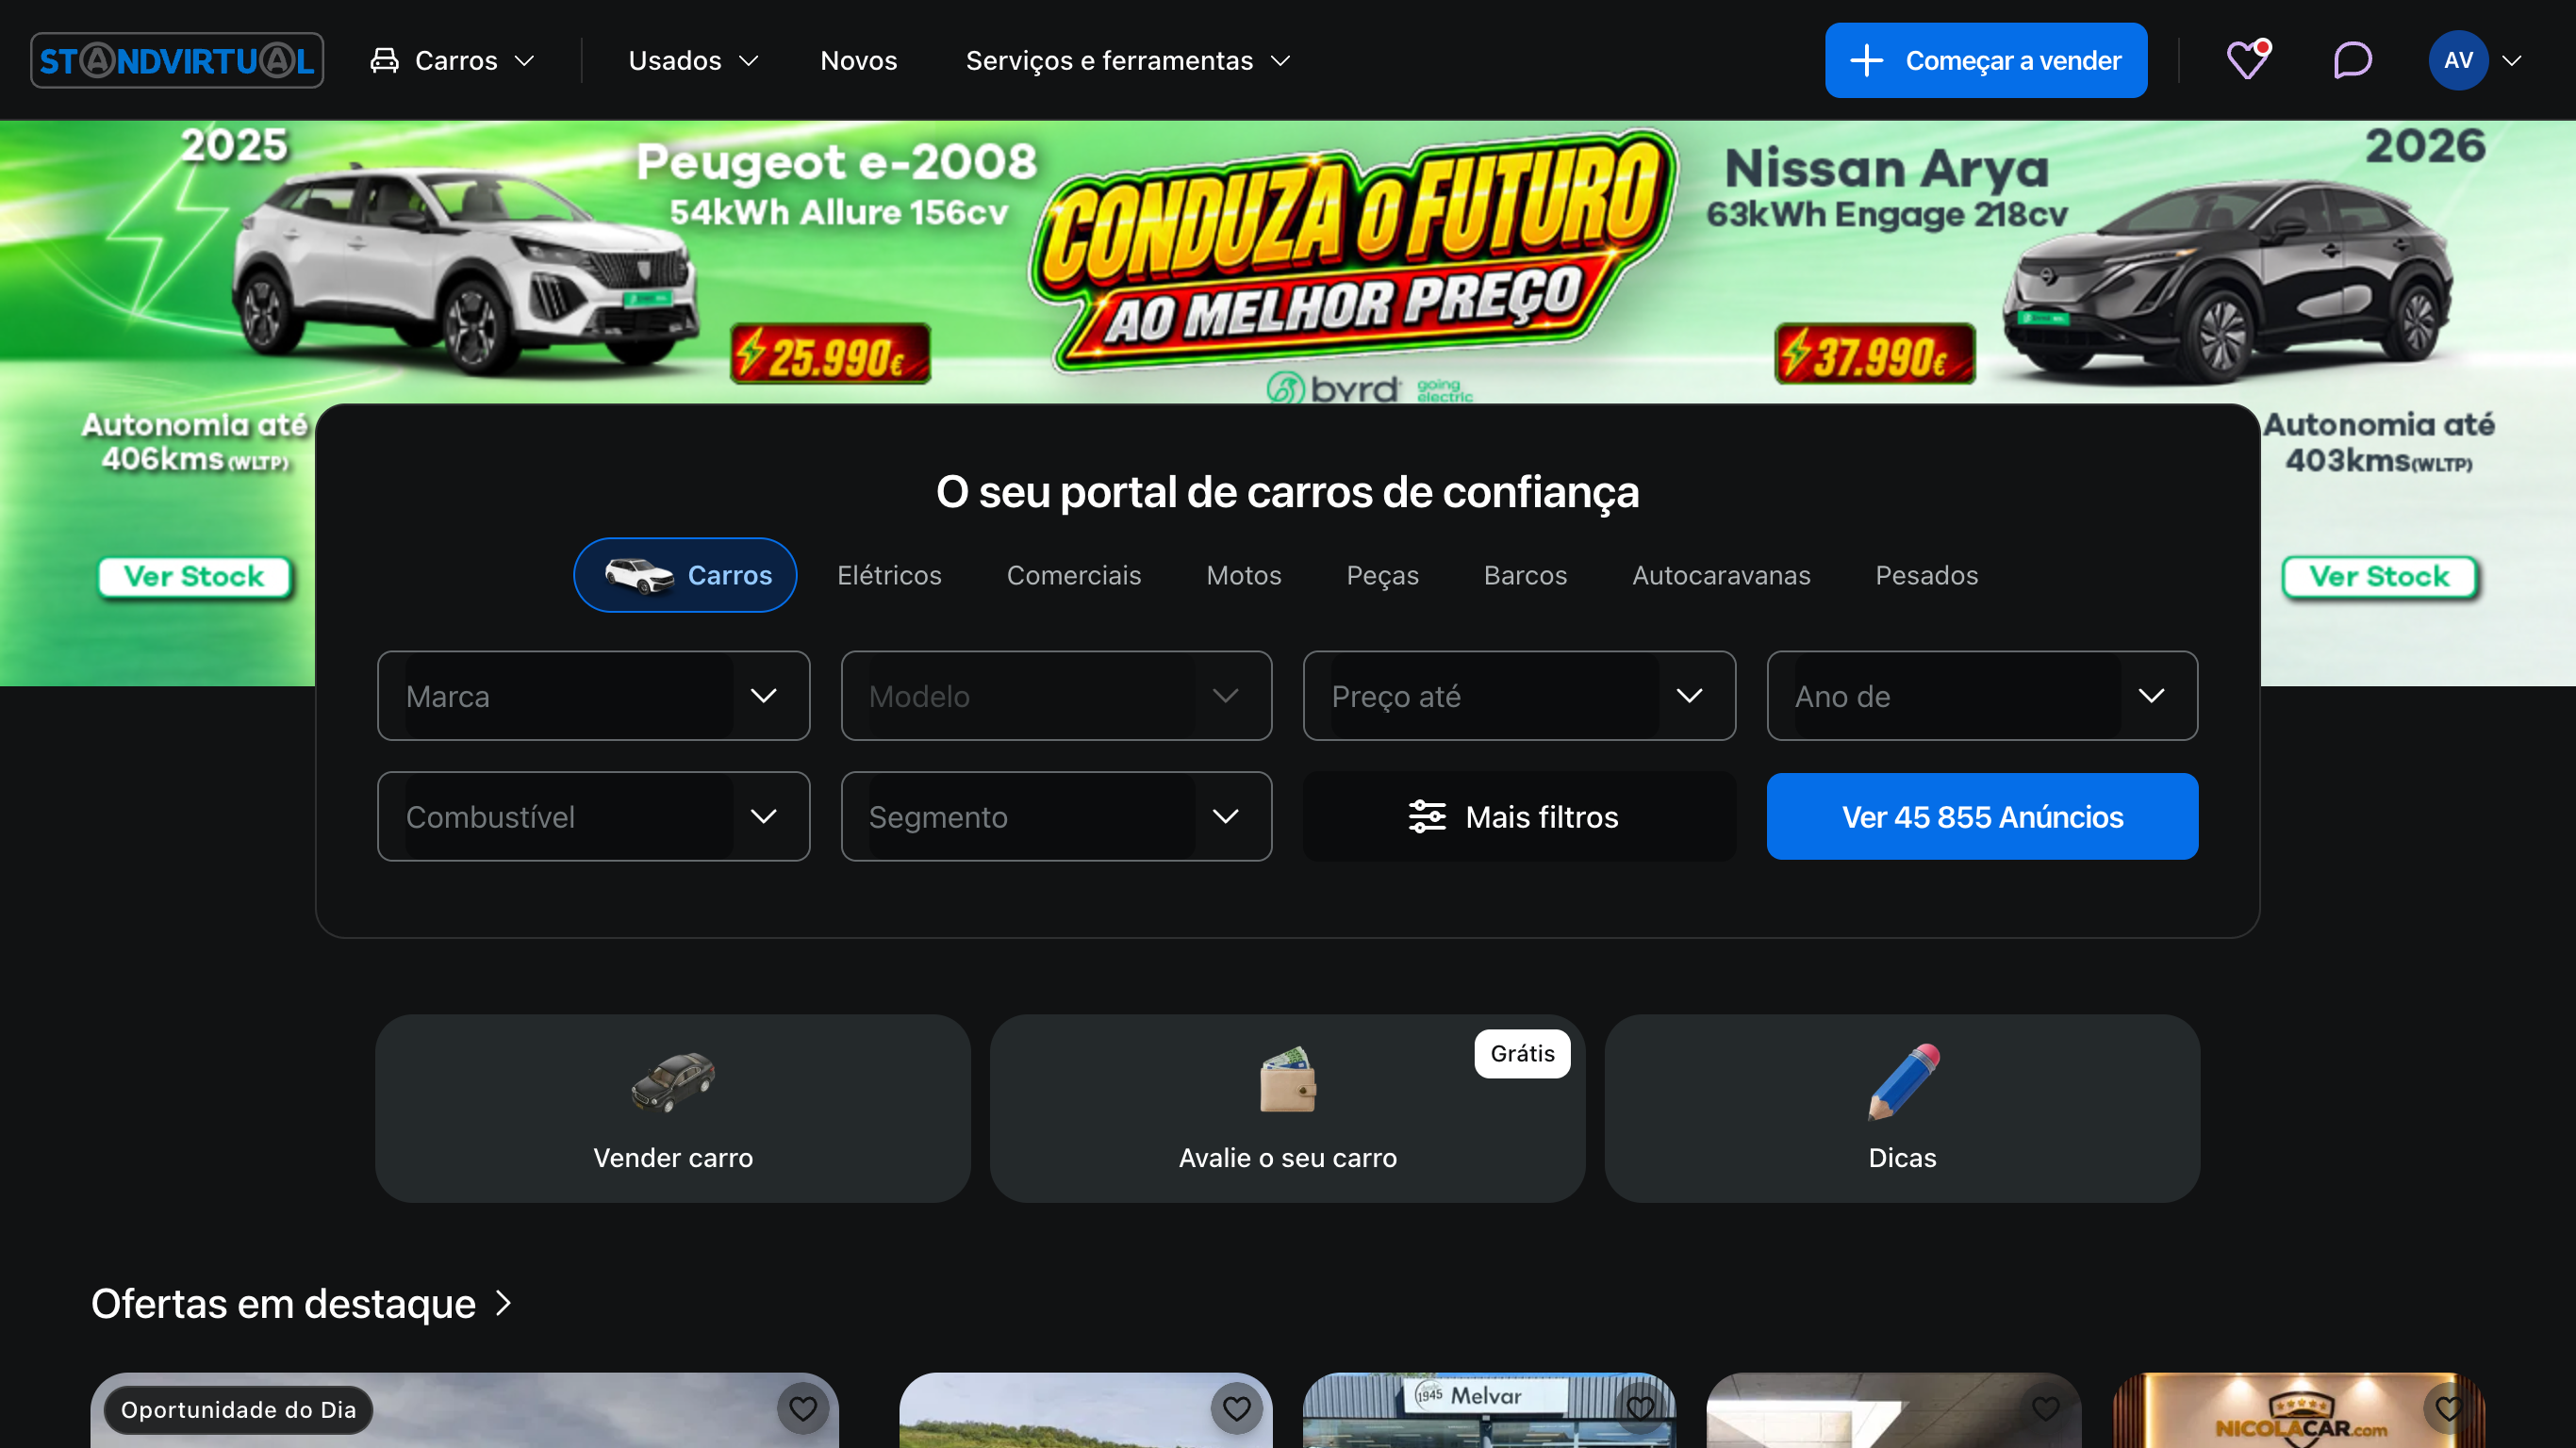 STANDVIRTUAL
Carros
Usados
Novos
Serviços e ferramentas
Começar a vender
AV
2025
Peugeot e-2008
54kWh Allure 156cv
25.990€
CONDUZA O FUTURO
AO MELHOR PREÇO
byrd going electric
Nissan Arya
63kWh Engage 218cv
2026
37.990€
Autonomia até
406kms (WLTP)
Ver Stock
Autonomia até
403kms(WLTP)
Ver Stock
O seu portal de carros de confiança
Carros
Elétricos
Comerciais
Motos
Peças
Barcos
Autocaravanas
Pesados
Marca
Modelo
Preço até
Ano de
Combustível
Segmento
Mais filtros
Ver 45 855 Anúncios
Vender carro
Grátis
Avalie o seu carro
Dicas
Ofertas em destaque
Oportunidade do Dia
1945 Melvar
NICOLACAR.com